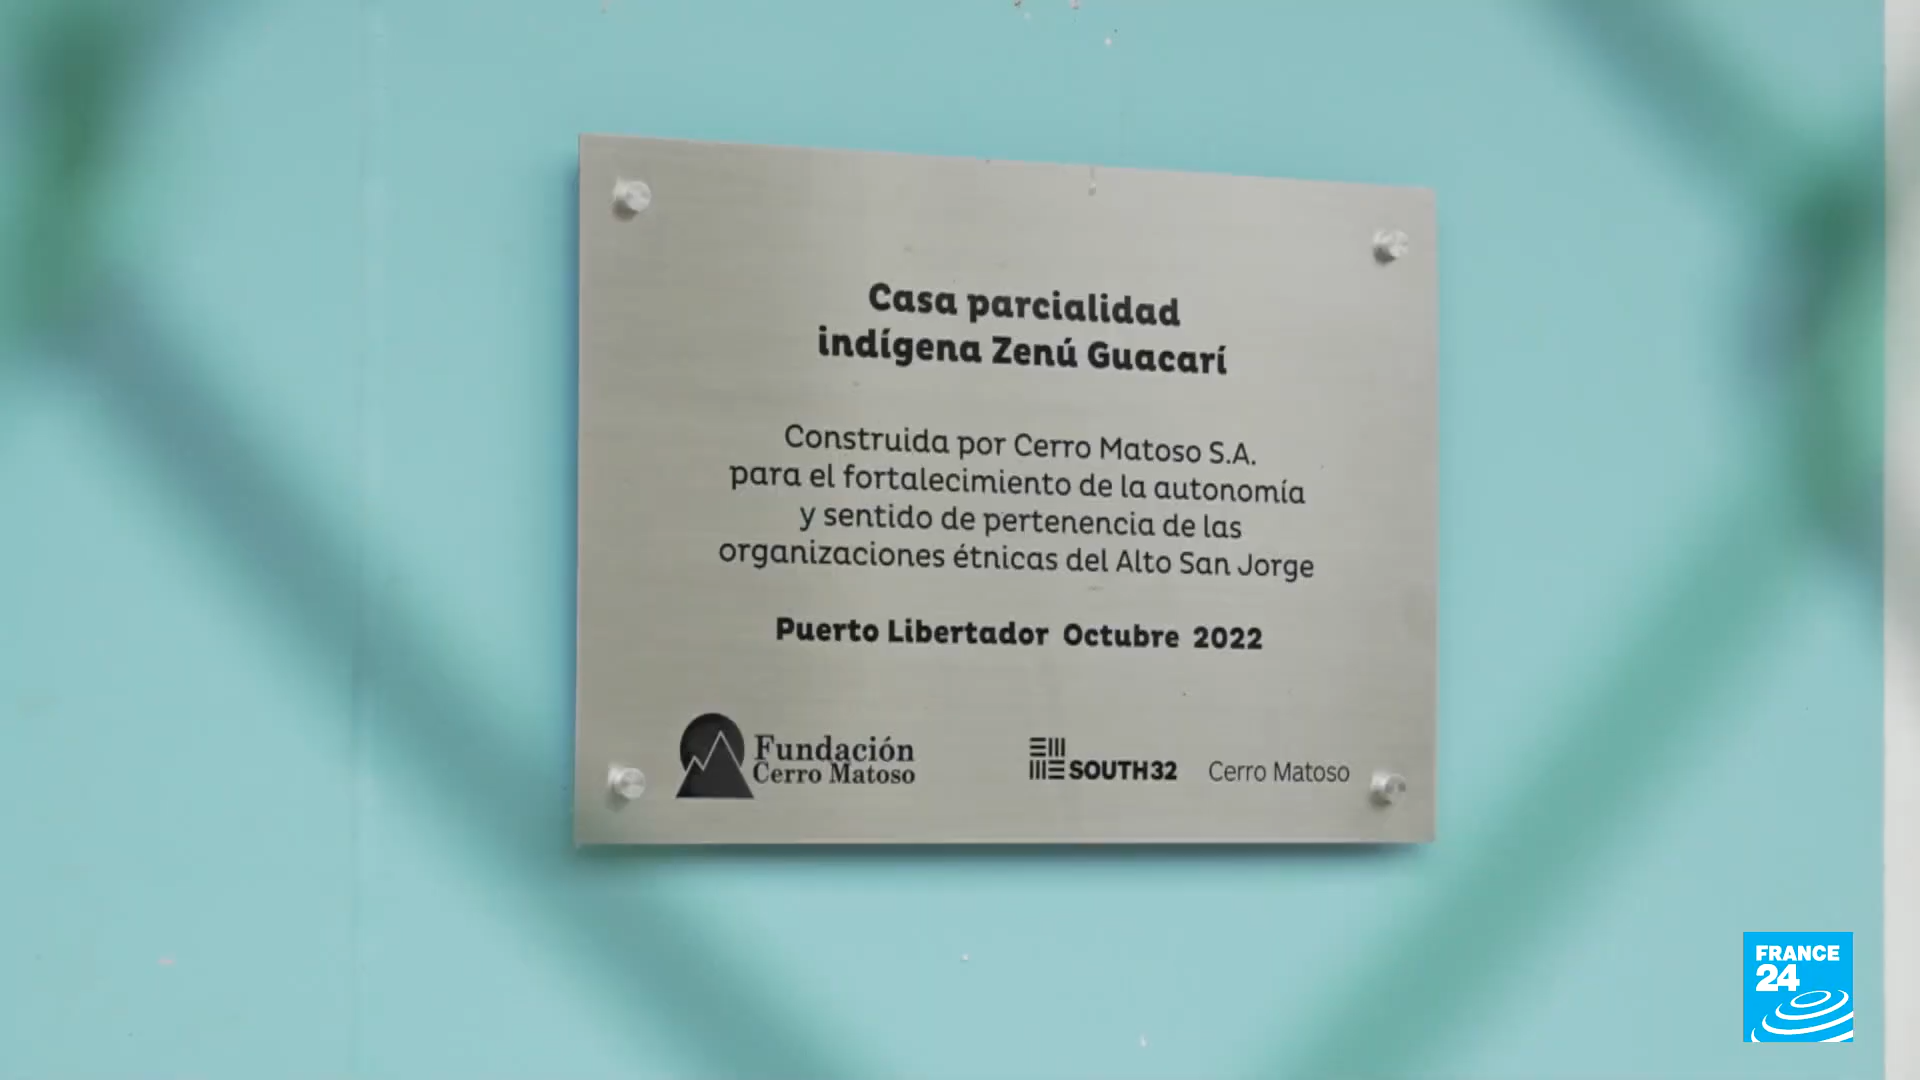 Casa parcialidad
indígena Zenú Guacarí
Construida por Cerro Matoso S.A.
para el fortalecimiento de la autonomía
y sentido de pertenencia de las
organizaciones étnicas del Alto San Jorge
Puerto Libertador Octubre 2022
Fundación
Cerro Matoso
SOUTH32 Cerro Matoso
FRANCE
24